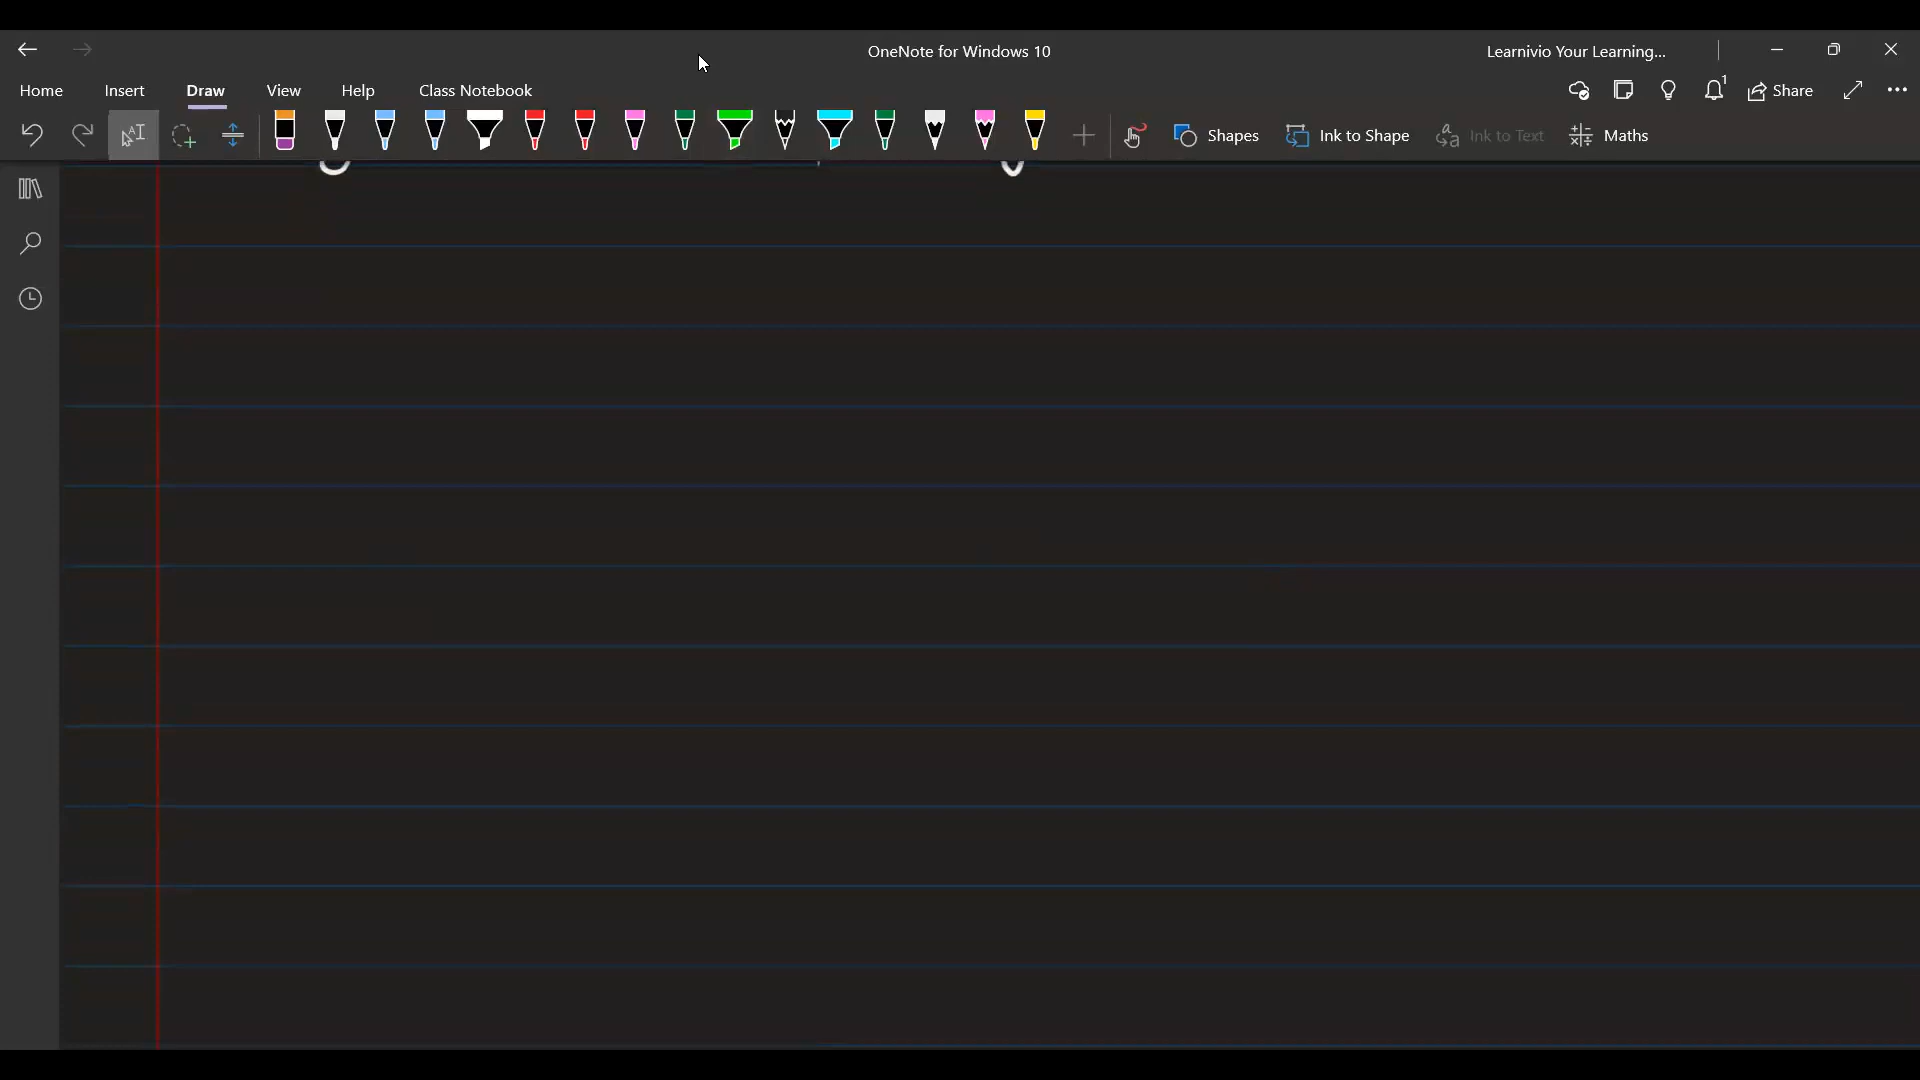 OneNote for Windows 10
Learnivio Your Learning...
Home Insert Draw View Help Class Notebook
1
Share
Shapes
Ink to Shape
Ink to Text
Maths